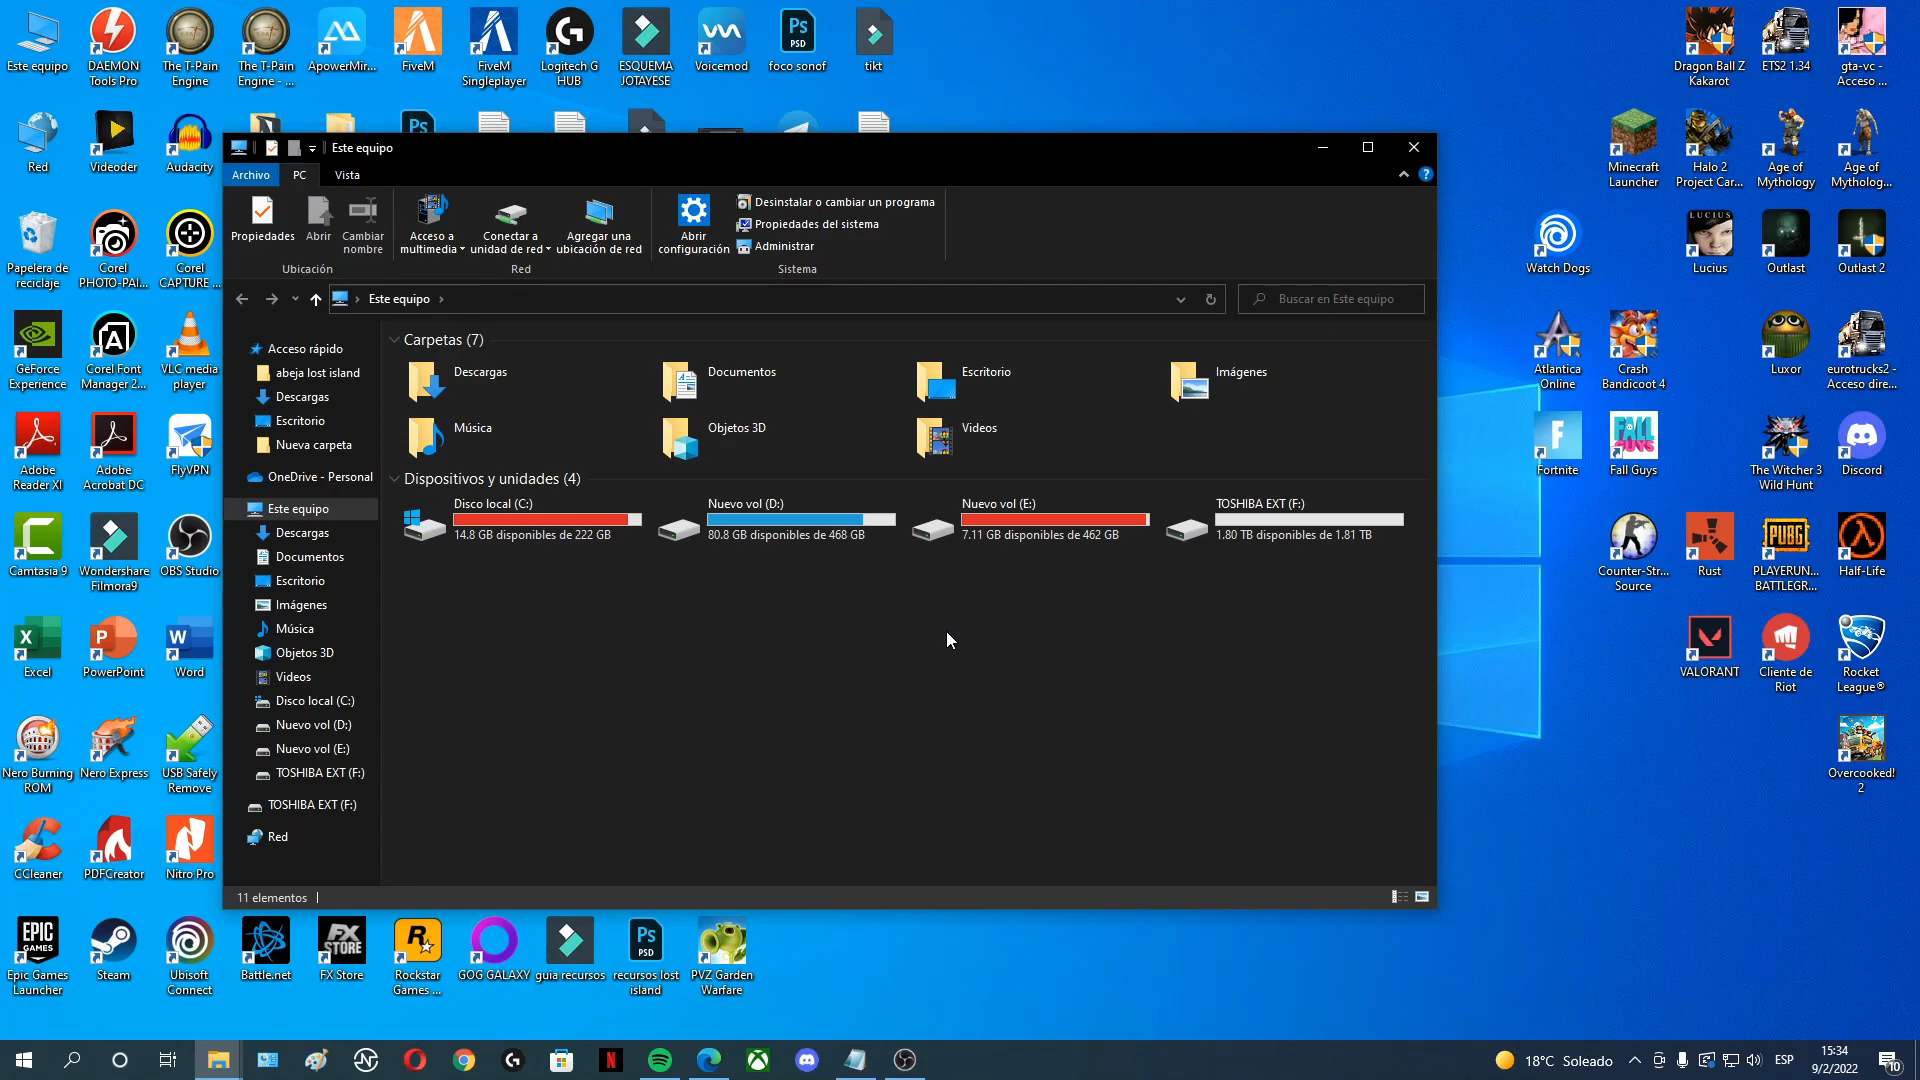 Este equipo
DAEMON
Tools Pro
The T-Pain
Engine
The T-Pain
Engine - ...
ApowerMir...
FiveM
FiveM
Singleplayer
Logitech G
HUB
ESQUEMA
JOTAYESE
Voicemod
Ps
PSD
foco sonof
tikt
Dragon Ball Z
Kakarot
ETS2 1.34
gta-vc -
Acceso ...
Red
Videoder
Audacity
Ps
Minecraft
Launcher
Halo 2
Project Car...
Age of
Mythology
Age of
Mytholog...
Este equipo
Archivo
PC
Vista
Propiedades
Abrir
Cambiar
nombre
Ubicación
Acceso a
multimedia
Conectar a
unidad de red
Agregar una
ubicación de red
Red
Abrir
configuración
Desinstalar o cambiar un programa
Propiedades del sistema
Administrar
Sistema
Este equipo
Buscar en Este equipo
Papelera de
reciclaje
Corel
PHOTO-PAI...
Corel
CAPTURE ...
Watch Dogs
LUCIUS
Lucius
Outlast
Outlast 2
GeForce
Experience
Corel Font
Manager 2...
VLC media
player
Atlantica
Online
Crash
Bandicoot 4
Luxor
eurotrucks2 -
Acceso dire...
Adobe
Reader XI
Adobe
Acrobat DC
FlyVPN
Fortnite
FALL
GUYS
Fall Guys
The Witcher 3
Wild Hunt
Discord
Camtasia 9
Wondershare
Filmora9
OBS Studio
Counter-Str...
Source
Rust
PUBG
PLAYERUN...
BATTLEGR...
Half-Life
Excel
PowerPoint
Word
VALORANT
Cliente de
Riot
Rocket
League®
Nero Burning
ROM
Nero Express
USB Safely
Remove
Overcooked!
2
CCleaner
PDFCreator
Nitro Pro
Acceso rápido
abeja lost island
Descargas
Escritorio
Nueva carpeta
OneDrive - Personal
Este equipo
Descargas
Documentos
Escritorio
Imágenes
Música
Objetos 3D
Videos
Disco local (C:)
Nuevo vol (D:)
Nuevo vol (E:)
TOSHIBA EXT (F:)
TOSHIBA EXT (F:)
Red
Carpetas (7)
Descargas
Documentos
Escritorio
Imágenes
Música
Objetos 3D
Videos
Dispositivos y unidades (4)
Disco local (C:)
14.8 GB disponibles de 222 GB
Nuevo vol (D:)
80.8 GB disponibles de 468 GB
Nuevo vol (E:)
7.11 GB disponibles de 462 GB
TOSHIBA EXT (F:)
1.80 TB disponibles de 1.81 TB
11 elementos
EPIC
GAMES
Epic Games
Launcher
Steam
Ubisoft
Connect
Battle.net
FX
STORE
FX Store
Rockstar
Games ...
GOG GALAXY
guia recursos
Ps
PSD
recursos lost
island
PVZ Garden
Warfare
18°C Soleado
ESP
15:34
9/2/2022
10